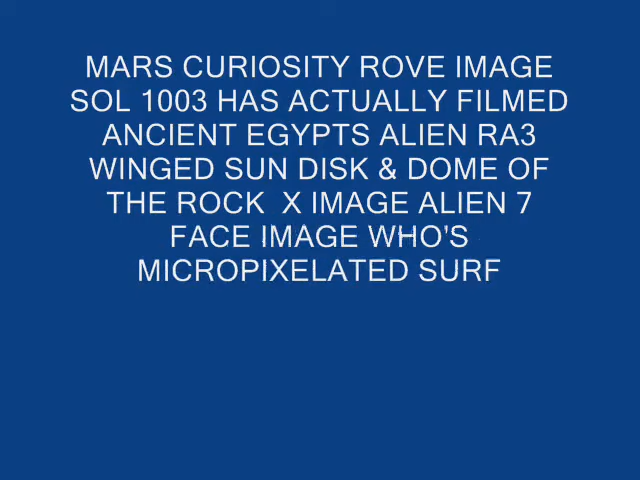 MARS CURIOSITY ROVE IMAGE
SOL 1003 HAS ACTUALLY FILMED
ANCIENT EGYPTS ALIEN RA3
WINGED SUN DISK & DOME OF
THE ROCK  X IMAGE ALIEN 7
FACE IMAGE WHO'S
MICROPIXELATED SURF